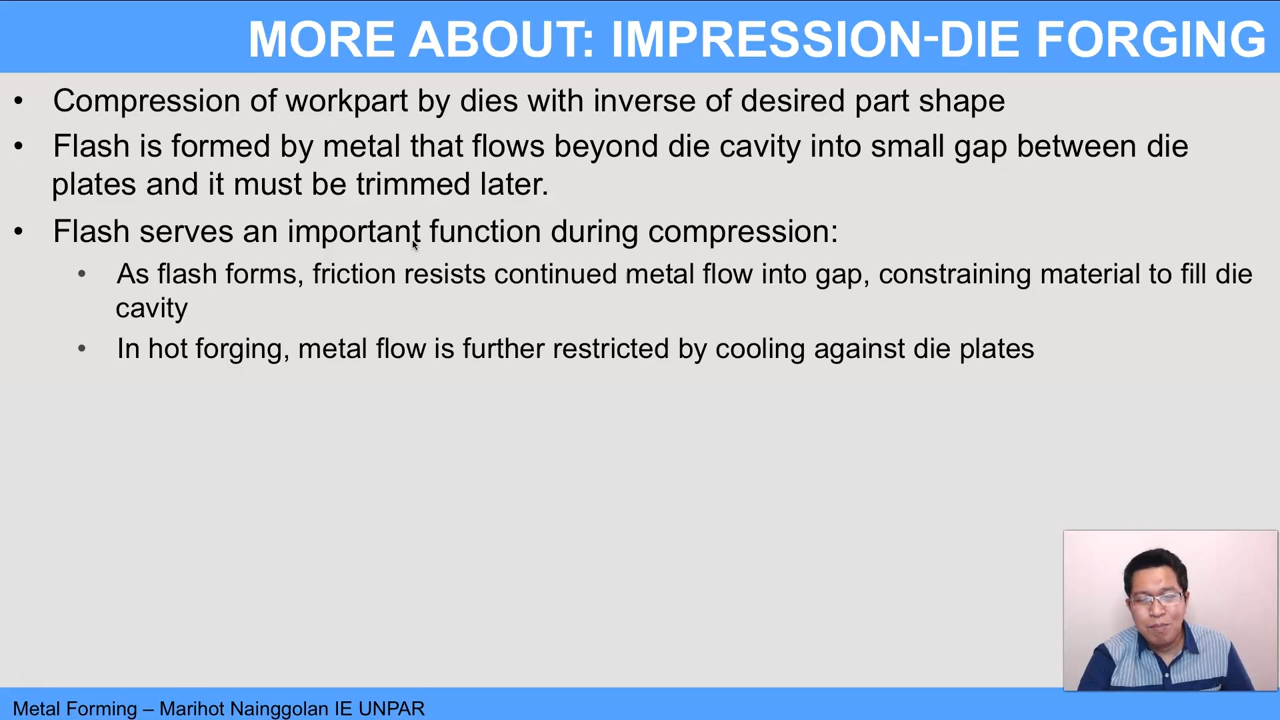 MORE ABOUT: IMPRESSION-DIE FORGING
• Compression of workpart by dies with inverse of desired part shape
• Flash is formed by metal that flows beyond die cavity into small gap between die
plates and it must be trimmed later.
• Flash serves an important function during compression:
• As flash forms, friction resists continued metal flow into gap, constraining material to fill die
cavity
• In hot forging, metal flow is further restricted by cooling against die plates
Metal Forming – Marihot Nainggolan IE UNPAR